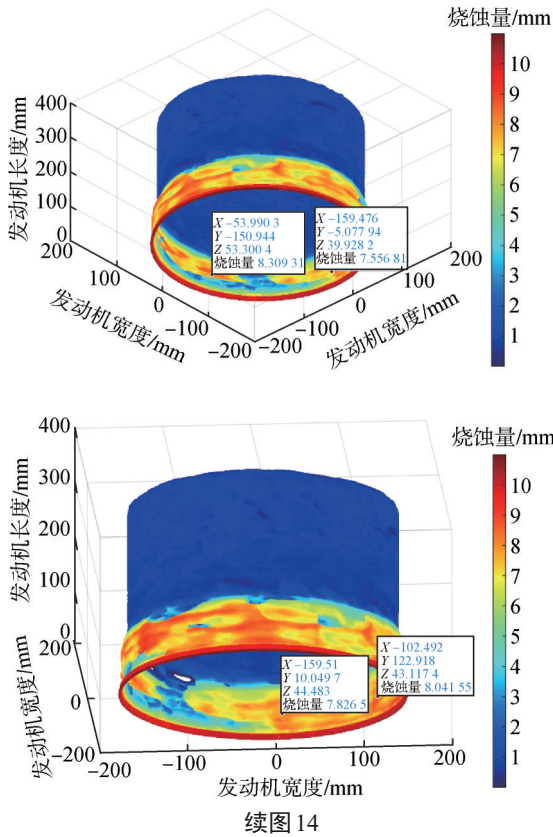 烧蚀量/mm
10
9
8
7
6
5
4
3
2
1
发动机长度/mm
400
300
200
100
0
X -53.990 3
Y -150.944
Z 53.300 4
烧蚀量 8.309 31
X -159.476
Y -5.077 94
Z 39.928 2
烧蚀量 7.556 81
200
100
0
-100
-200
发动机宽度/mm
-200
-100
0
100
200
发动机宽度/mm
烧蚀量/mm
10
9
8
7
6
5
4
3
2
1
发动机长度/mm
400
300
200
100
0
X -159.51
Y 10.049 7
Z 44.483
烧蚀量 7.826 5
X -102.492
Y 122.918
Z 43.117 4
烧蚀量 8.041 55
发动机宽度/mm
200
0
-200
-200
-100
0
100
200
发动机宽度/mm
续图14